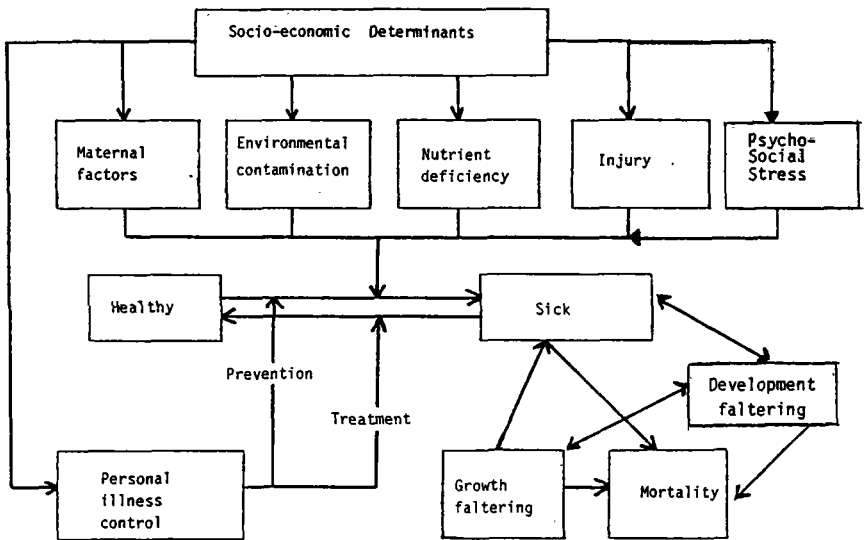 Socio-economic Determinants
Maternal
factors
Environmental
contamination
Nutrient
deficiency
Injury
Psycho-
Social
Stress
Healthy
Sick
Prevention
Treatment
Development
faltering
Personal
illness
control
Growth
faltering
Mortality